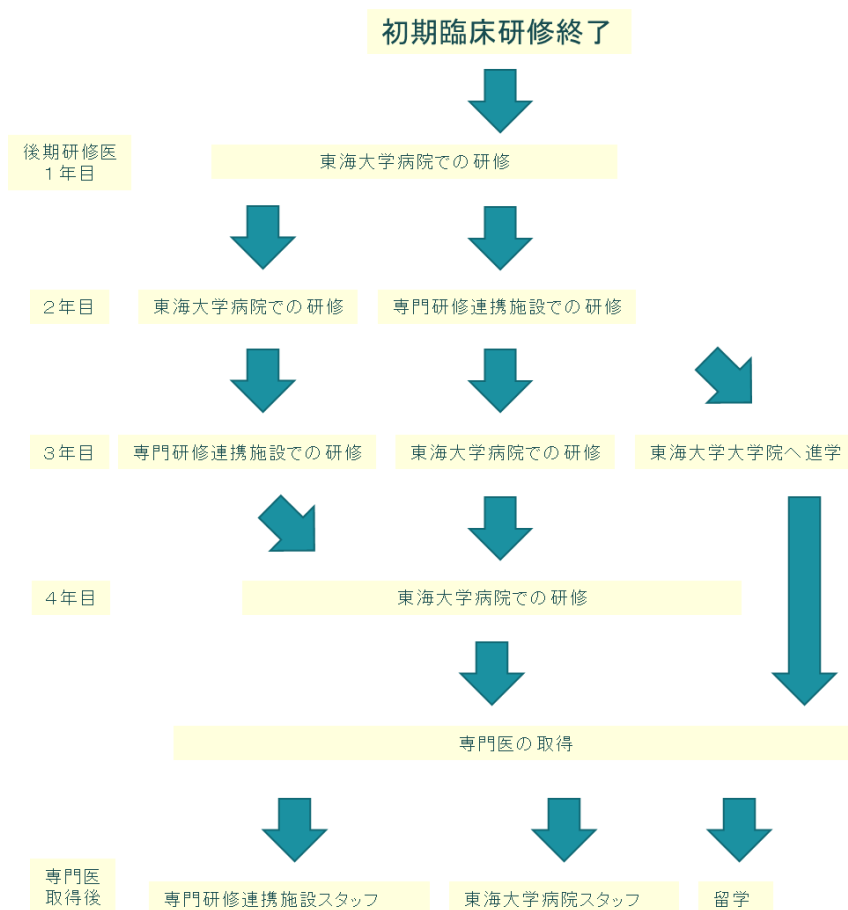 初期臨床研修終了
後期研修医
1年目
東海大学病院での研修
2年目
東海大学病院での研修
専門研修連携施設での研修
3年目
専門研修連携施設での研修
東海大学病院での研修
東海大学大学院へ進学
4年目
東海大学病院での研修
専門医の取得
専門医
取得後
専門研修連携施設スタッフ
東海大学病院スタッフ
留学